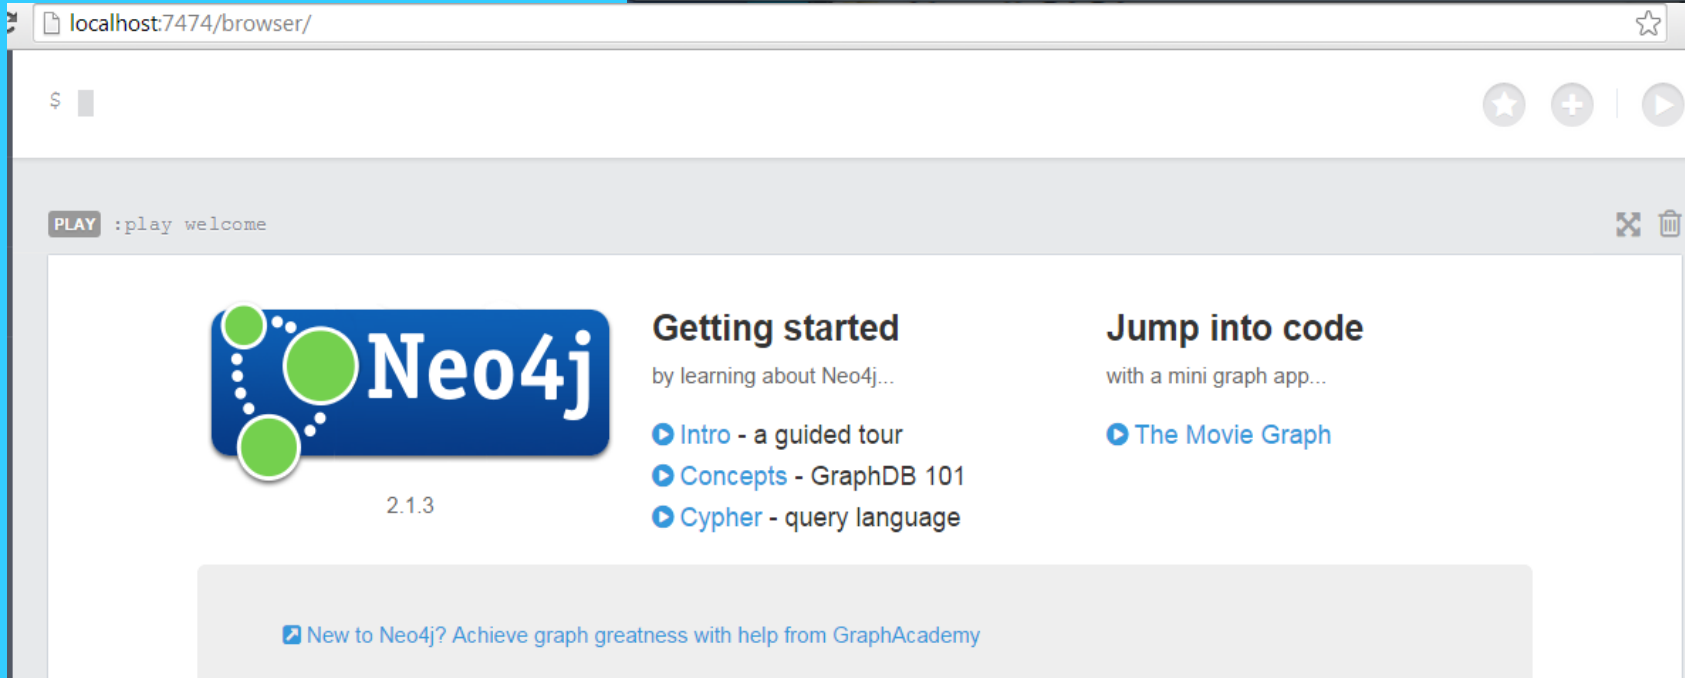 localhost:7474/browser/
$
PLAY :play welcome
Neo4j
2.1.3
Getting started
by learning about Neo4j...
Intro - a guided tour
Concepts - GraphDB 101
Cypher - query language
Jump into code
with a mini graph app...
The Movie Graph
New to Neo4j? Achieve graph greatness with help from GraphAcademy